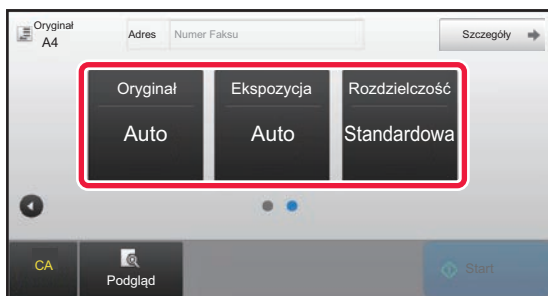 Oryginał
A4
Adres
Numer Faksu
Szczegóły
Oryginał
Ekspozycja
Rozdzielczość
Auto
Auto
Standardowa
CA
Podgląd
Start